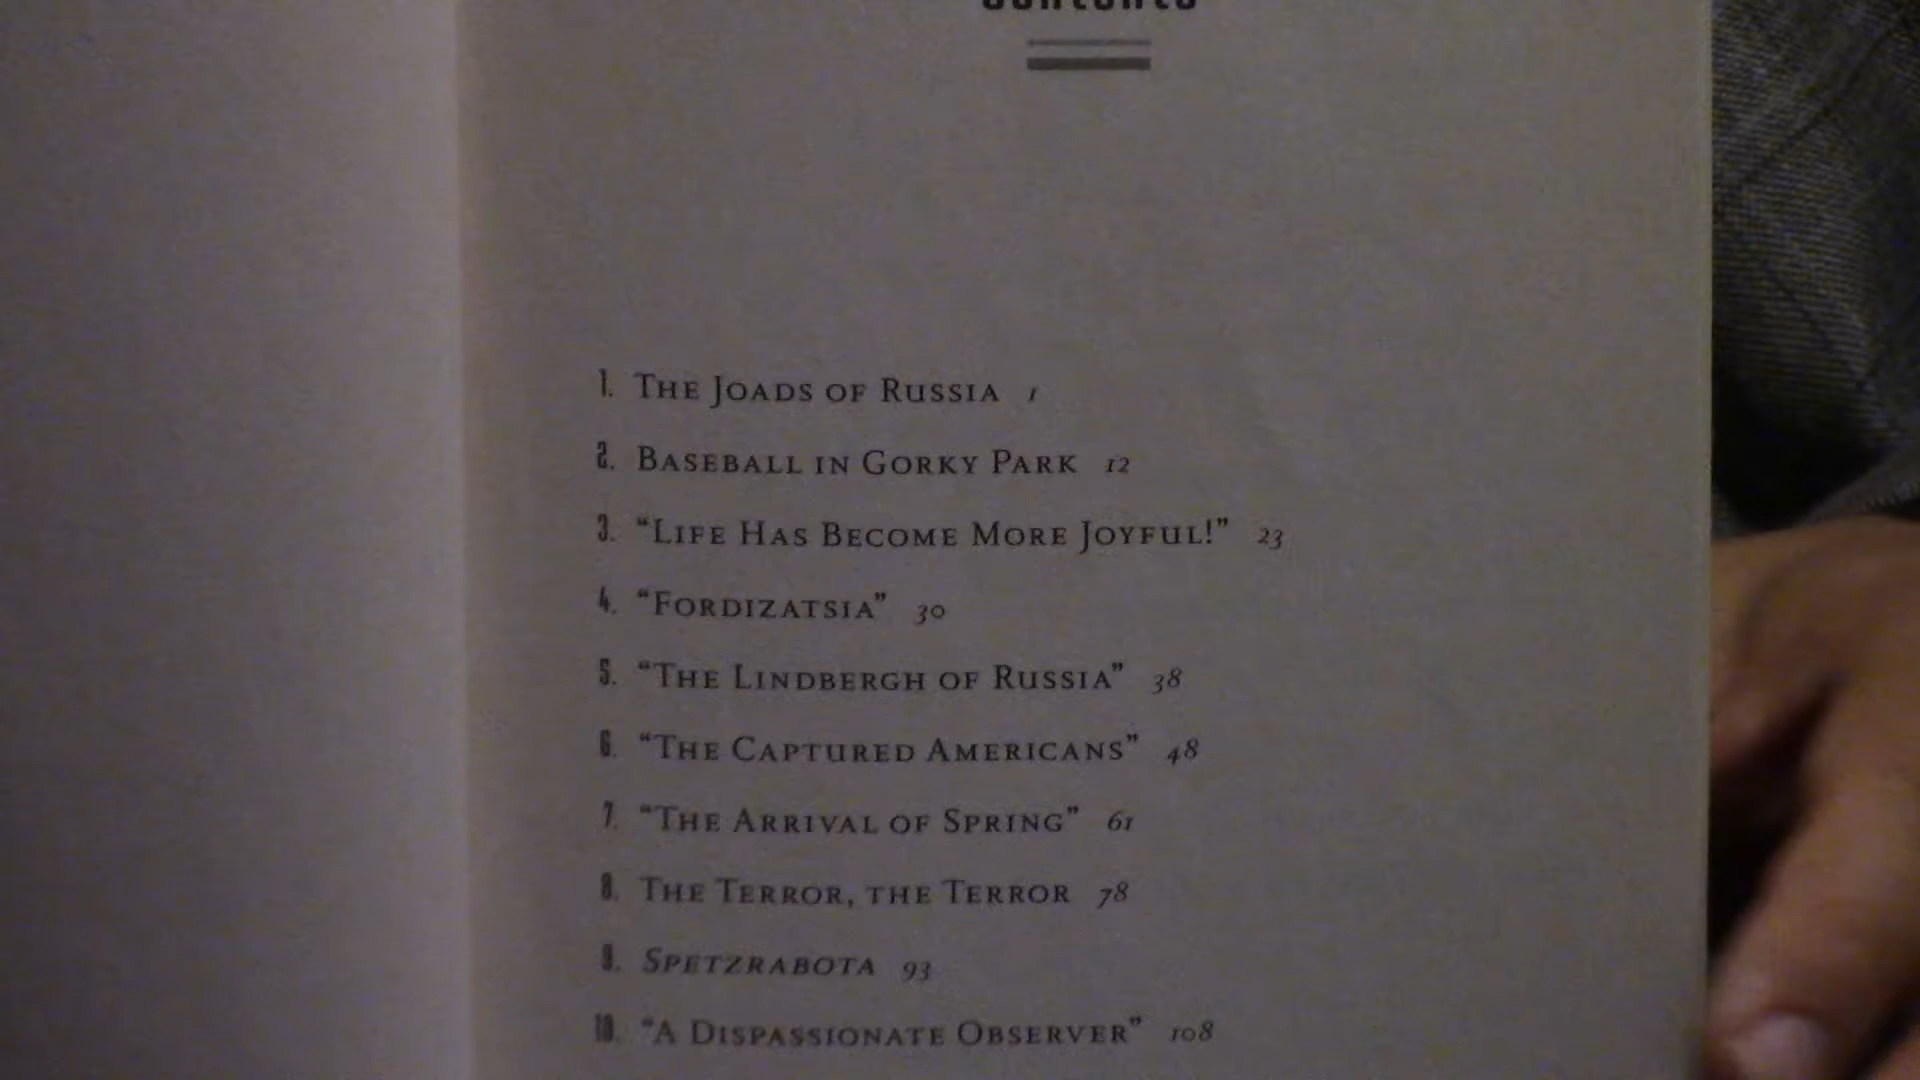 Contents
1. THE JOADS OF RUSSIA 1
2. BASEBALL IN GORKY PARK 12
3. “LIFE HAS BECOME MORE JOYFUL!” 23
4. “FORDIZATSIA” 30
5. “THE LINDBERGH OF RUSSIA” 38
6. “THE CAPTURED AMERICANS” 48
7. “THE ARRIVAL OF SPRING” 61
8. THE TERROR, THE TERROR 78
9. SPETZRABOTA 93
10. “A DISPASSIONATE OBSERVER” 108